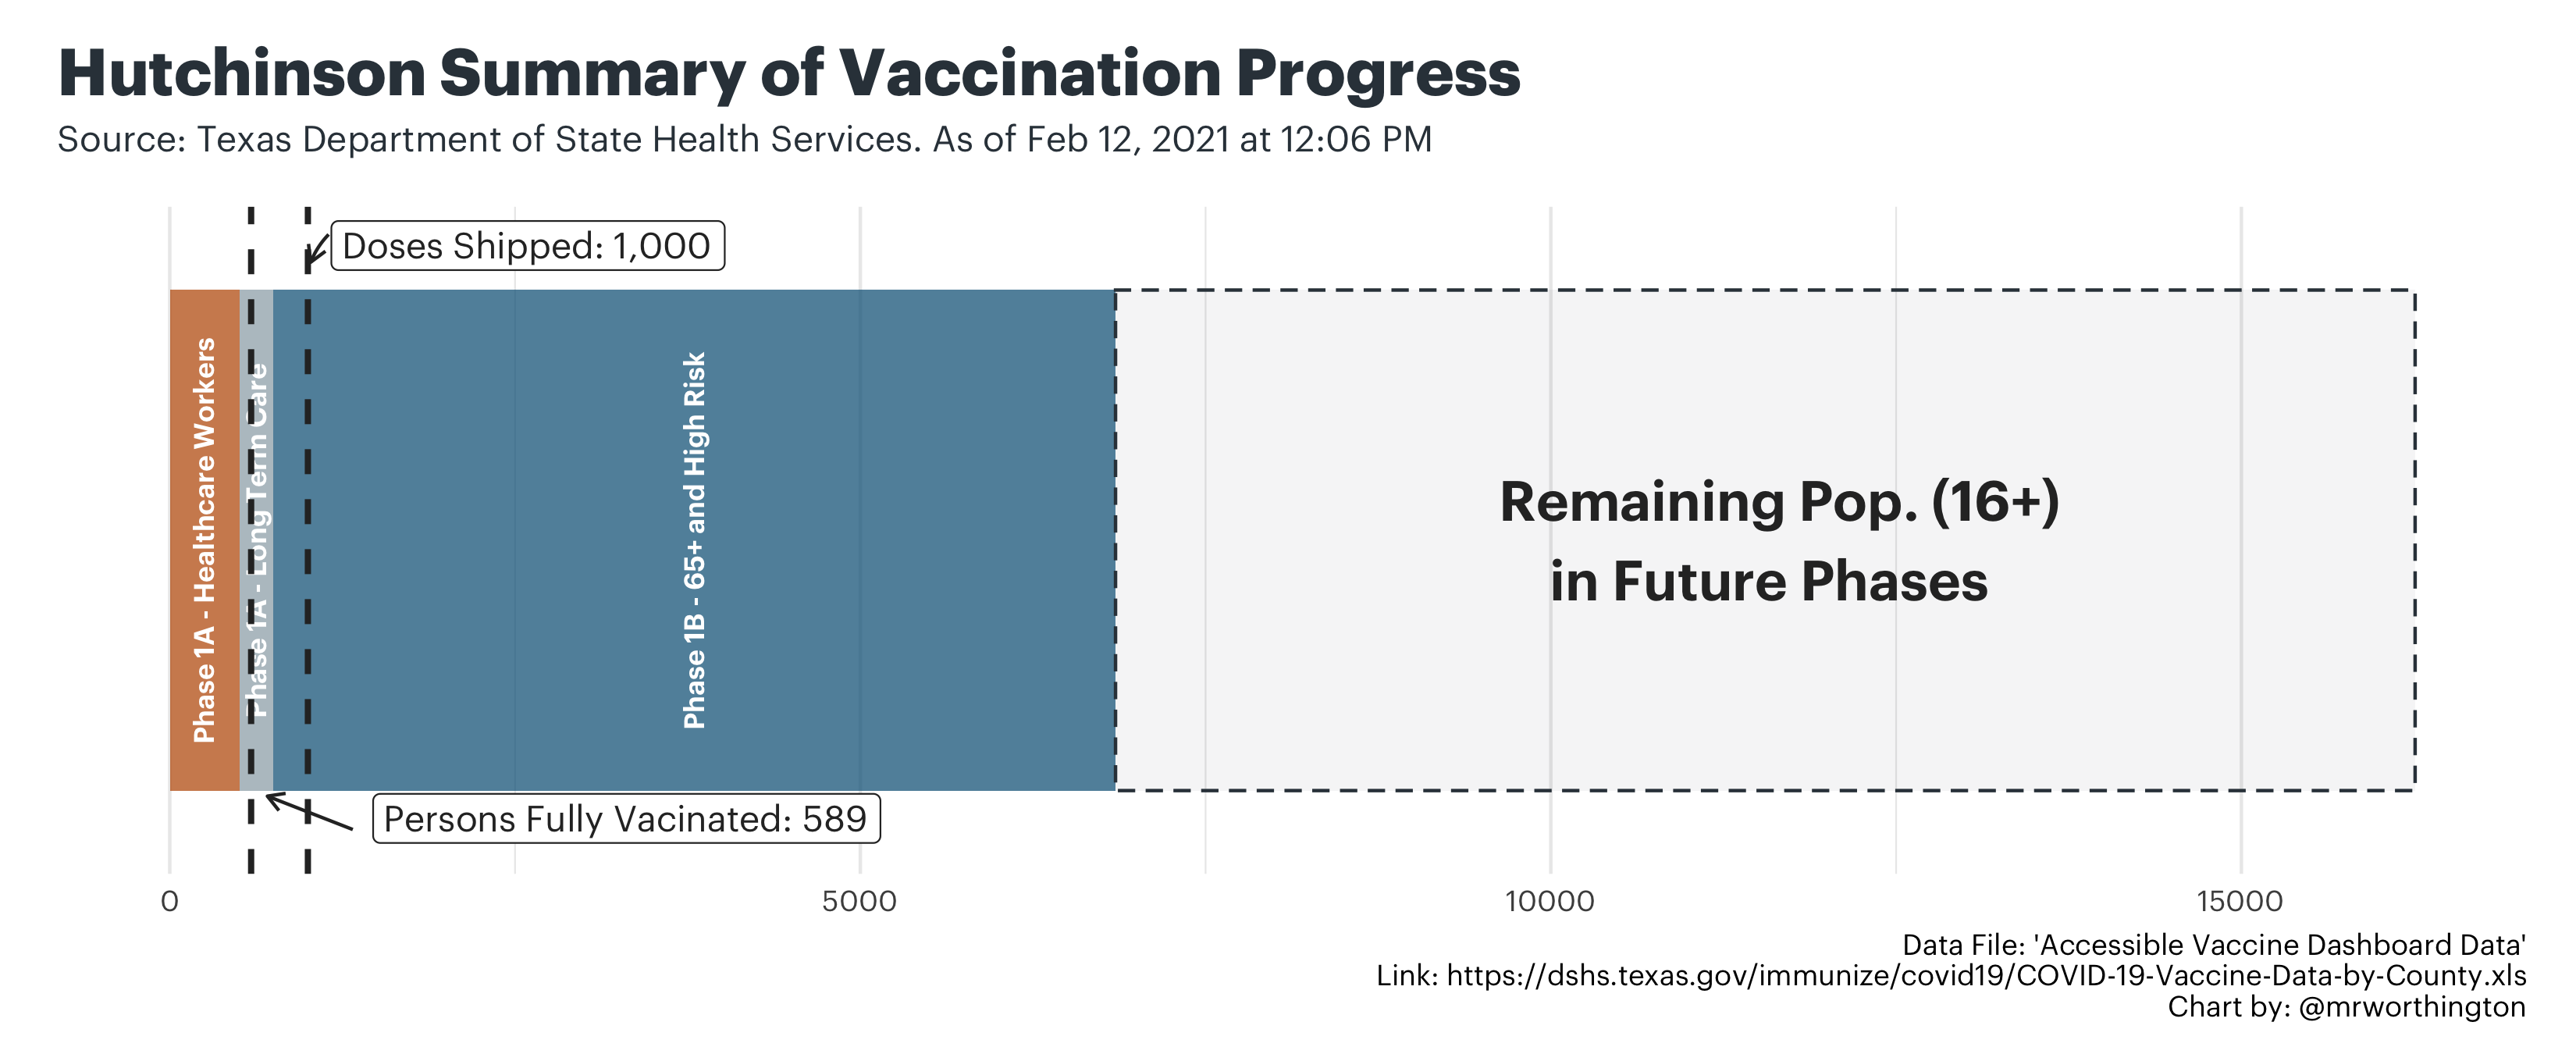 Hutchinson Summary of Vaccination Progress
Source: Texas Department of State Health Services. As of Feb 12, 2021 at 12:06 PM
Doses Shipped: 1,000
Phase 1A - Healthcare Workers
Phase 1A - Long Term Care
Phase 1B - 65+ and High Risk
Remaining Pop. (16+)
in Future Phases
Persons Fully Vacinated: 589
0 5000 10000 15000
Data File: 'Accessible Vaccine Dashboard Data'
Link: https://dshs.texas.gov/immunize/covid19/COVID-19-Vaccine-Data-by-County.xls
Chart by: @mrworthington